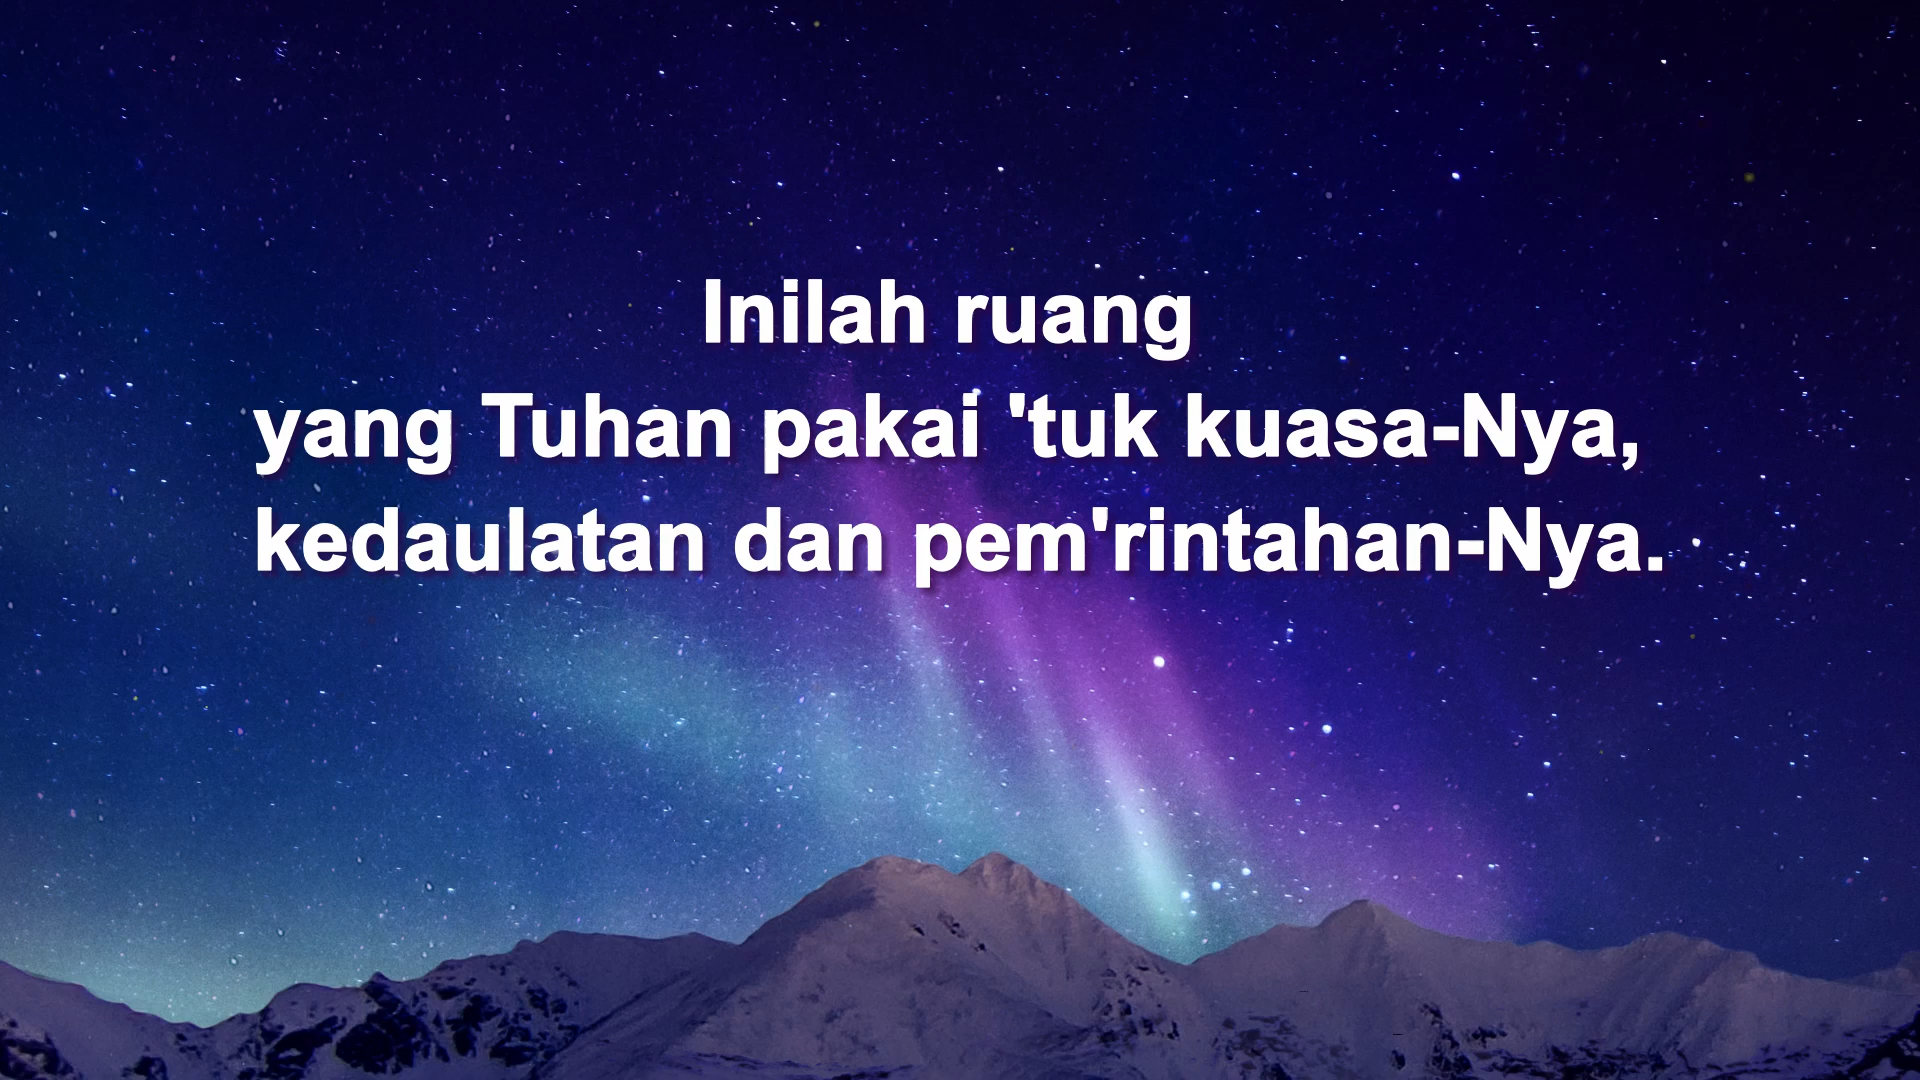 Inilah ruang
yang Tuhan pakai 'tuk kuasa-Nya,
kedaulatan dan pem'rintahan-Nya.